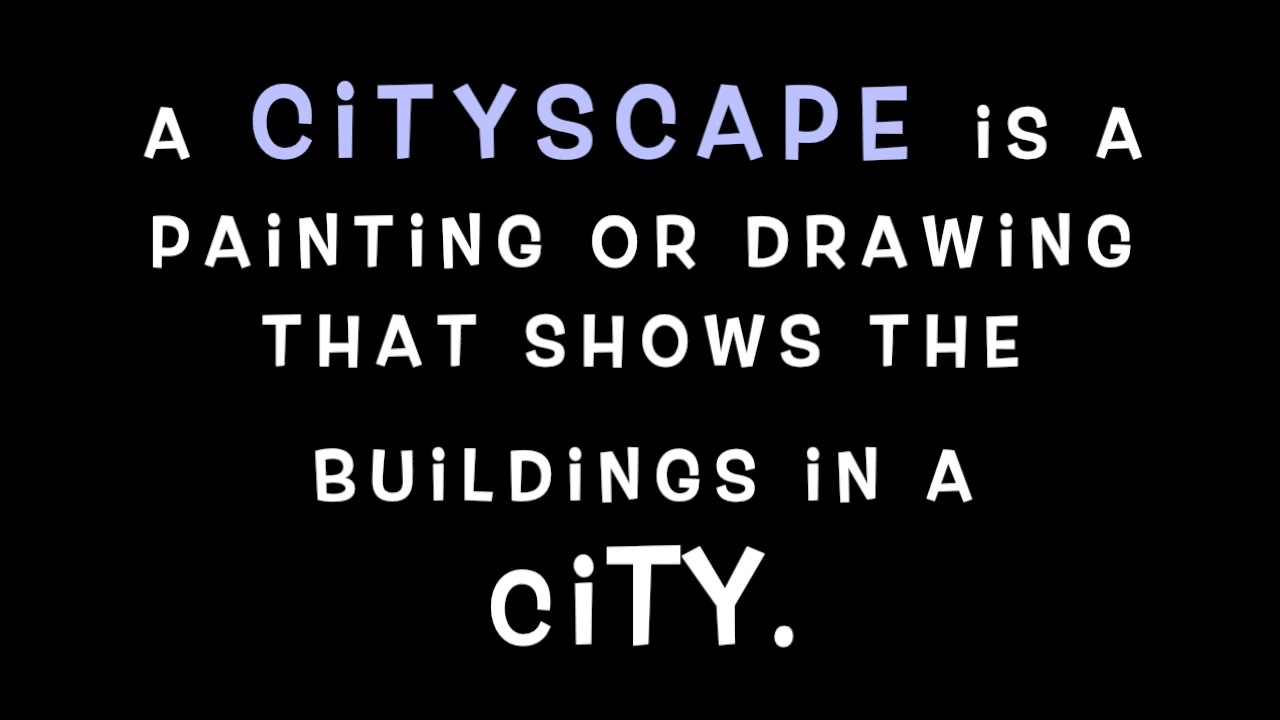 A CiTYSCAPE iS A
PAiNTiNG OR DRAWiNG
THAT SHOWS THE
BUiLDiNGS iN A
CiTY.